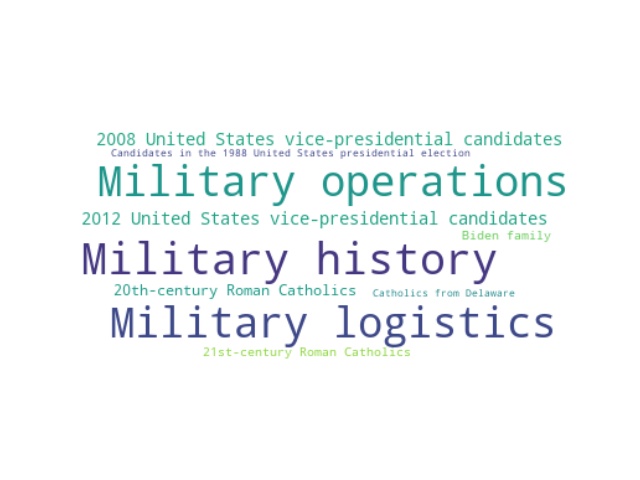 2008 United States vice-presidential candidates
Candidates in the 1988 United States presidential election
Military operations
2012 United States vice-presidential candidates
Biden family
Military history
20th-century Roman Catholics
Catholics from Delaware
Military logistics
21st-century Roman Catholics